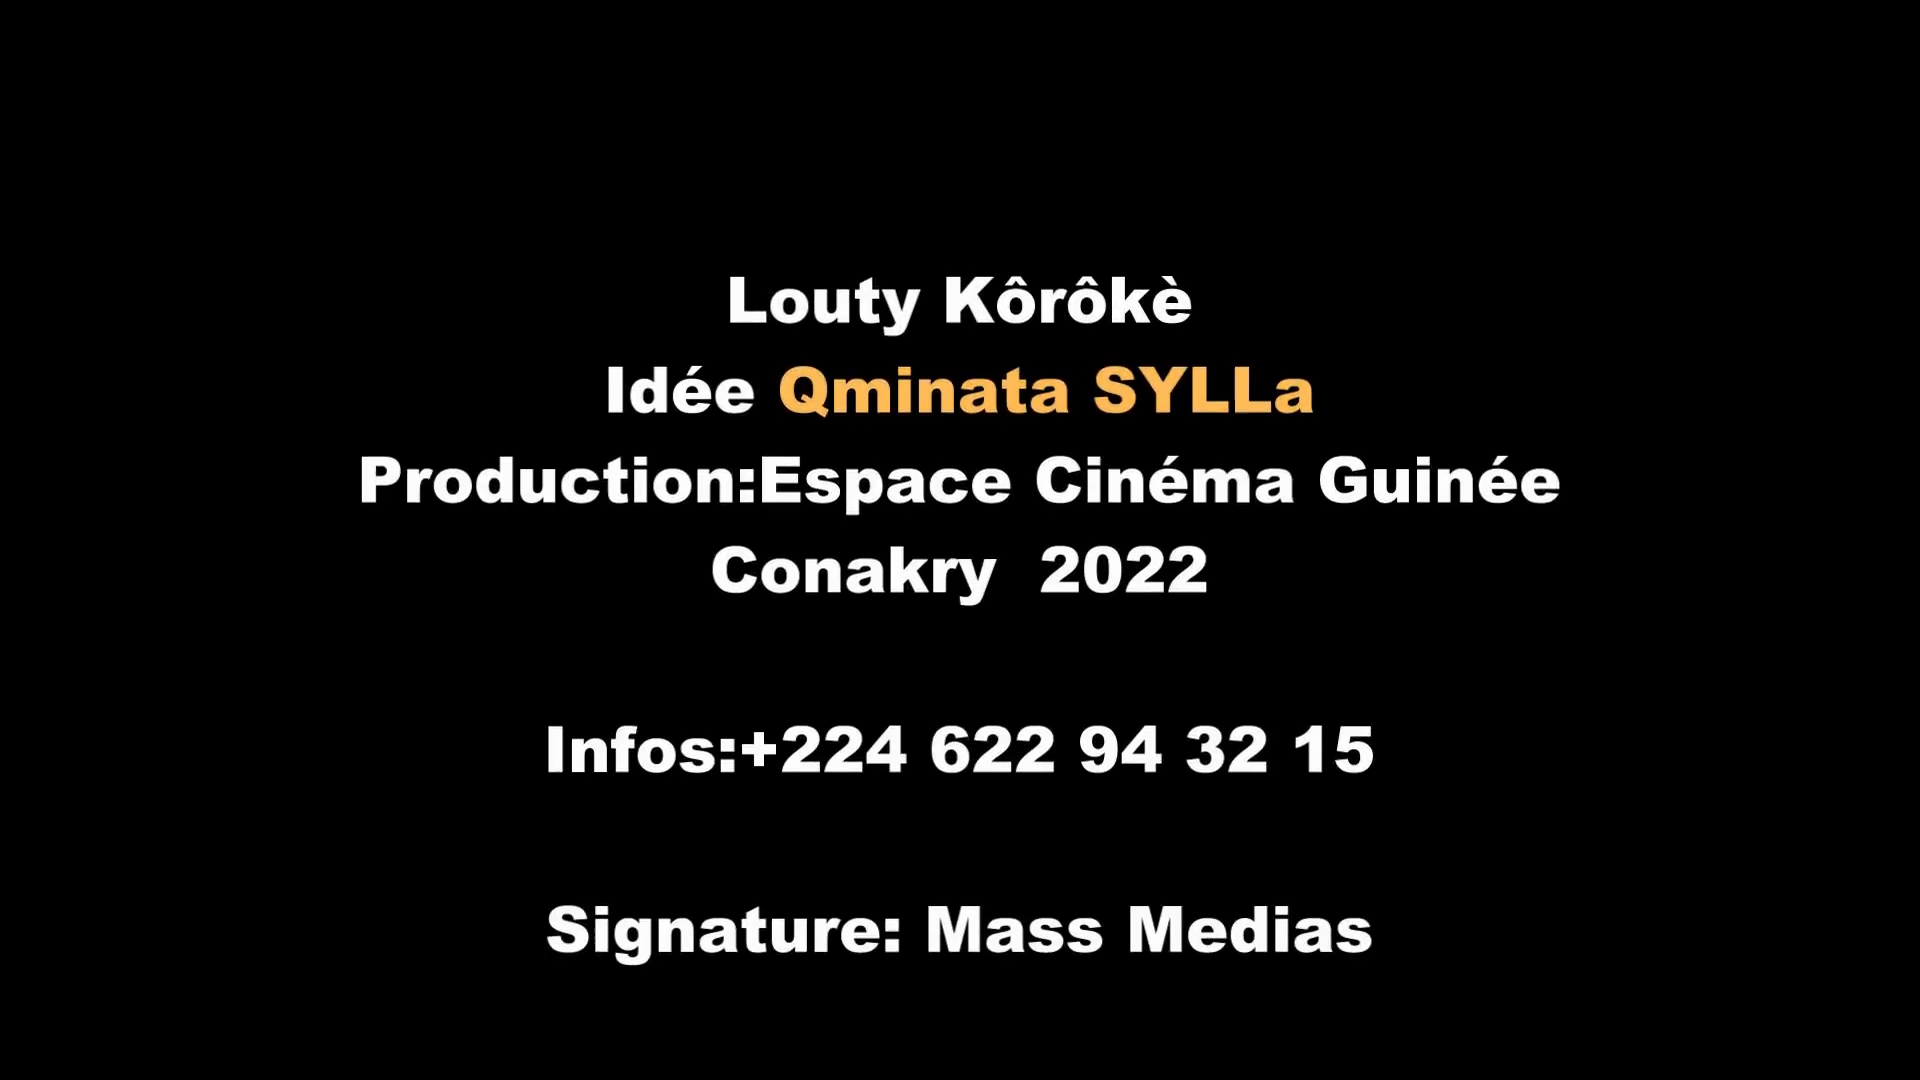 Louty Kôrôkè
Idée Qminata SYLLa
Production:Espace Cinéma Guinée
Conakry  2022
Infos:+224 622 94 32 15
Signature: Mass Medias